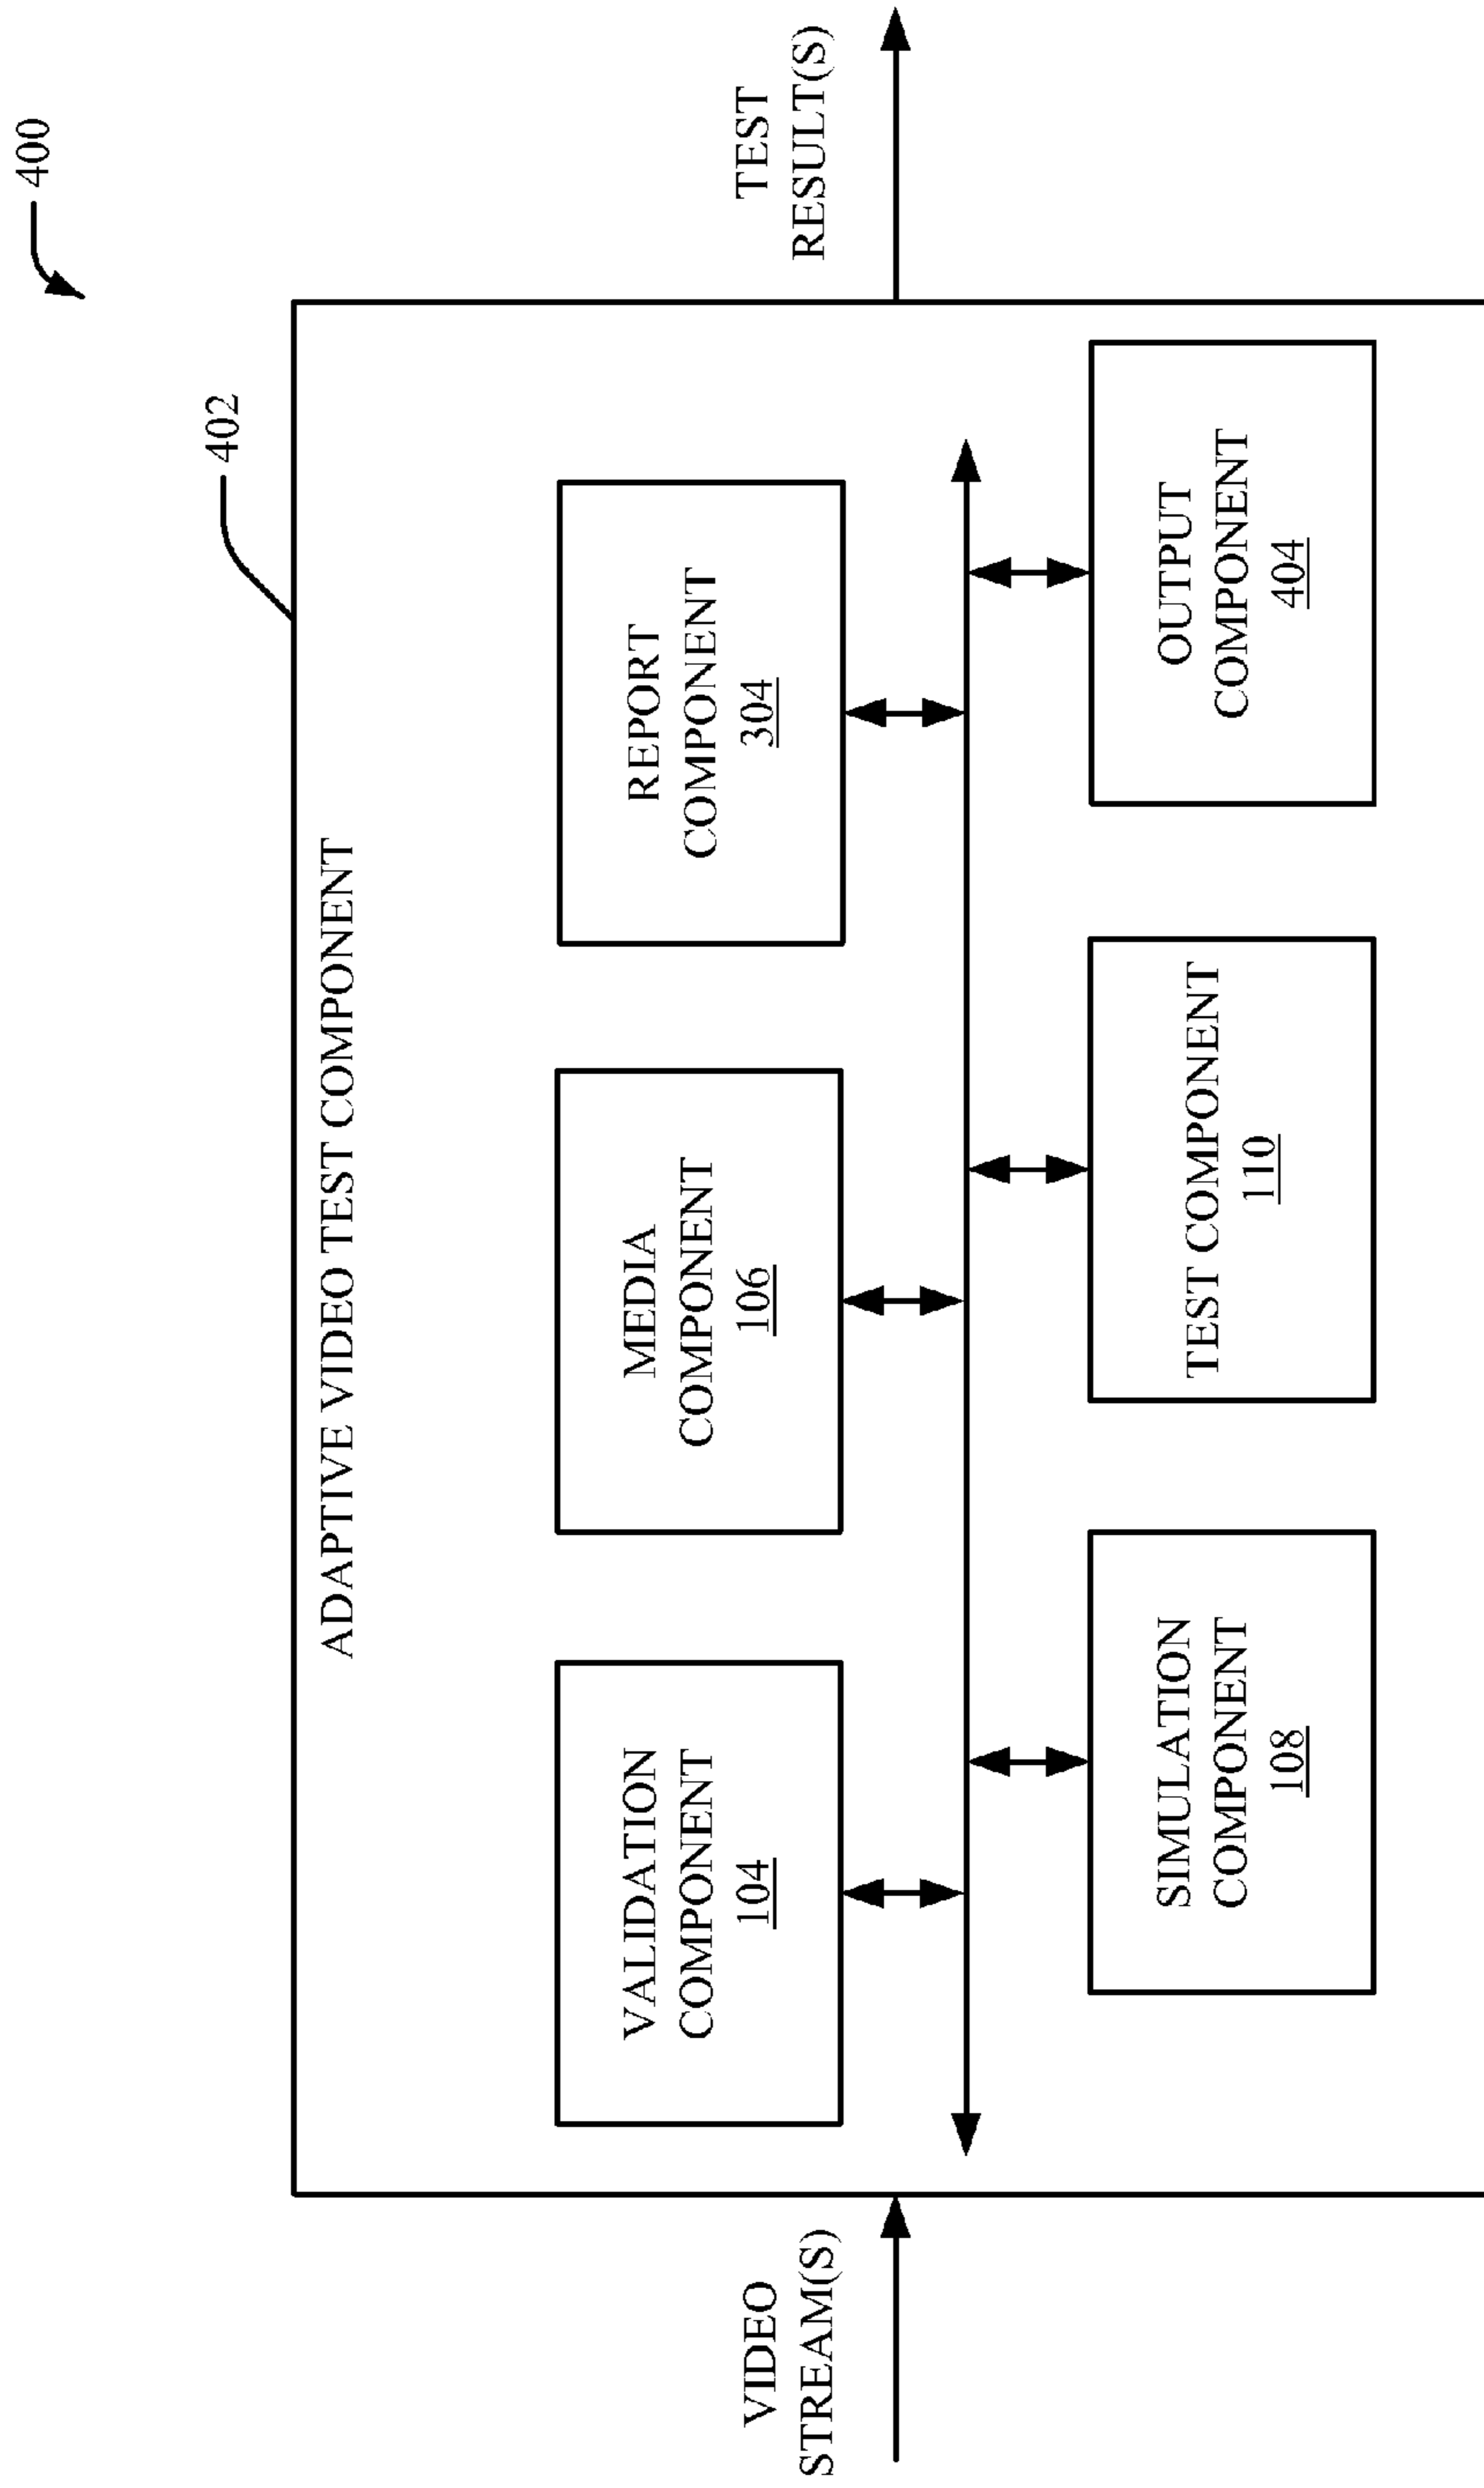 400
402
ADAPTIVE VIDEO TEST COMPONENT
VALIDATION
COMPONENT
104
MEDIA
COMPONENT
106
REPORT
COMPONENT
304
VIDEO
STREAM(S)
TEST
RESULT(S)
SIMULATION
COMPONENT
108
TEST COMPONENT
110
OUTPUT
COMPONENT
404